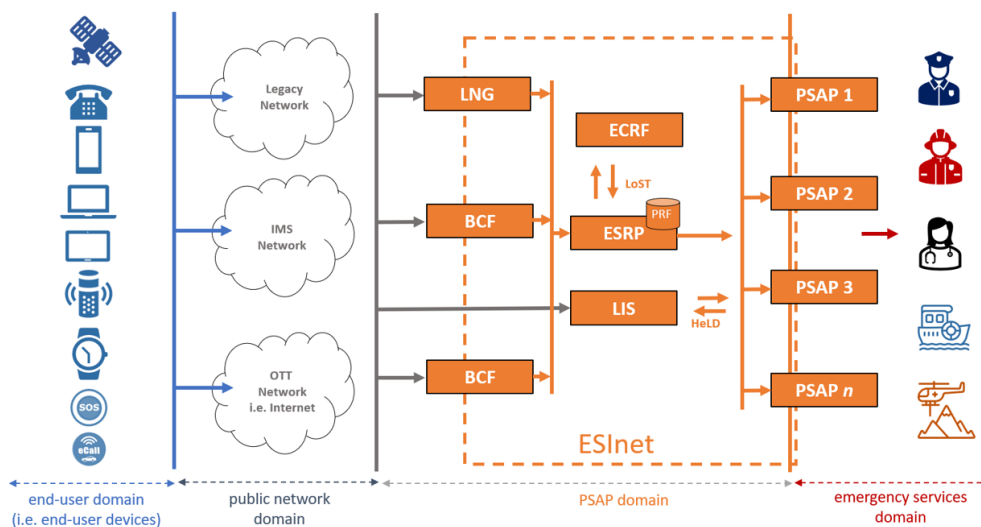 Legacy
Network
LNG
PSAP 1
ECRF
LoST
PRF
PSAP 2
IMS
Network
BCF
ESRP
PSAP 3
LIS
HeLD
OTT
Network
i.e. Internet
BCF
PSAP n
SOS
eCall
ESInet
end-user domain
(i.e. end-user devices)
public network
domain
PSAP domain
emergency services
domain